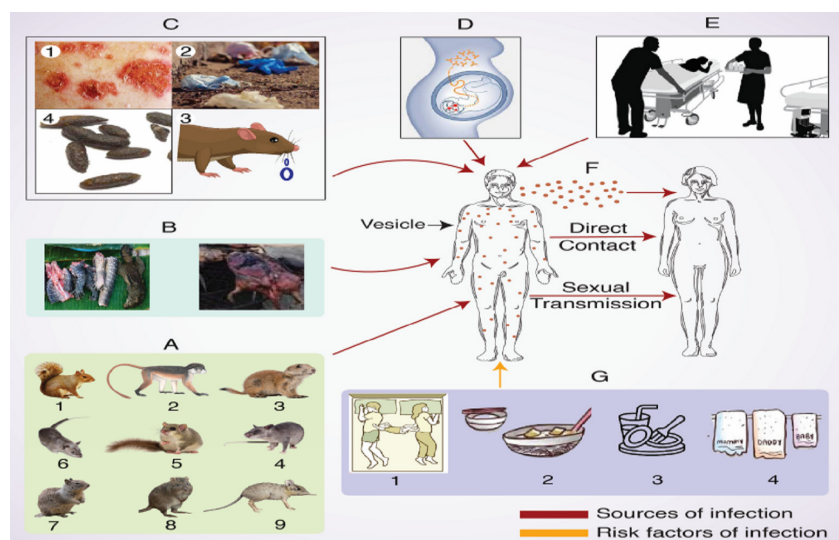 C
D
E
1
2
4
3
F
Vesicle
Direct
Contact
B
Sexual
Transmission
A
G
1
2
3
6
5
4
7
8
9
MOMMY
DADDY
BABY
1
2
3
4
Sources of infection
Risk factors of infection